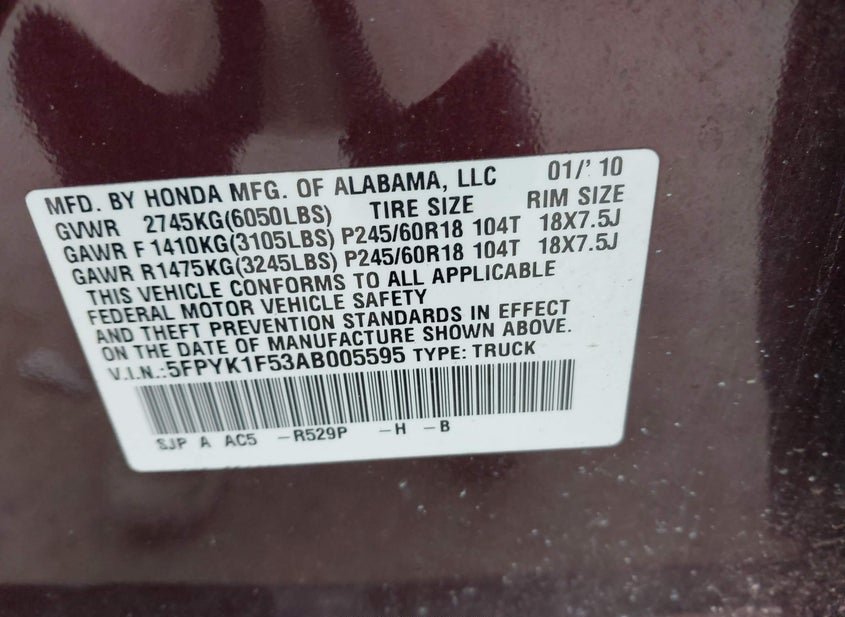 MFD. BY HONDA MFG. OF ALABAMA, LLC 01/'10
GVWR 2745KG(6050LBS) TIRE SIZE RIM SIZE
GAWR F 1410KG(3105LBS) P245/60R18 104T 18X7.5J
GAWR R1475KG(3245LBS) P245/60R18 104T 18X7.5J
THIS VEHICLE CONFORMS TO ALL APPLICABLE
FEDERAL MOTOR VEHICLE SAFETY
AND THEFT PREVENTION STANDARDS IN EFFECT
ON THE DATE OF MANUFACTURE SHOWN ABOVE.
V.I.N.:5FPYK1F53AB005595 TYPE: TRUCK
SJP A AC5 -R529P -H -B